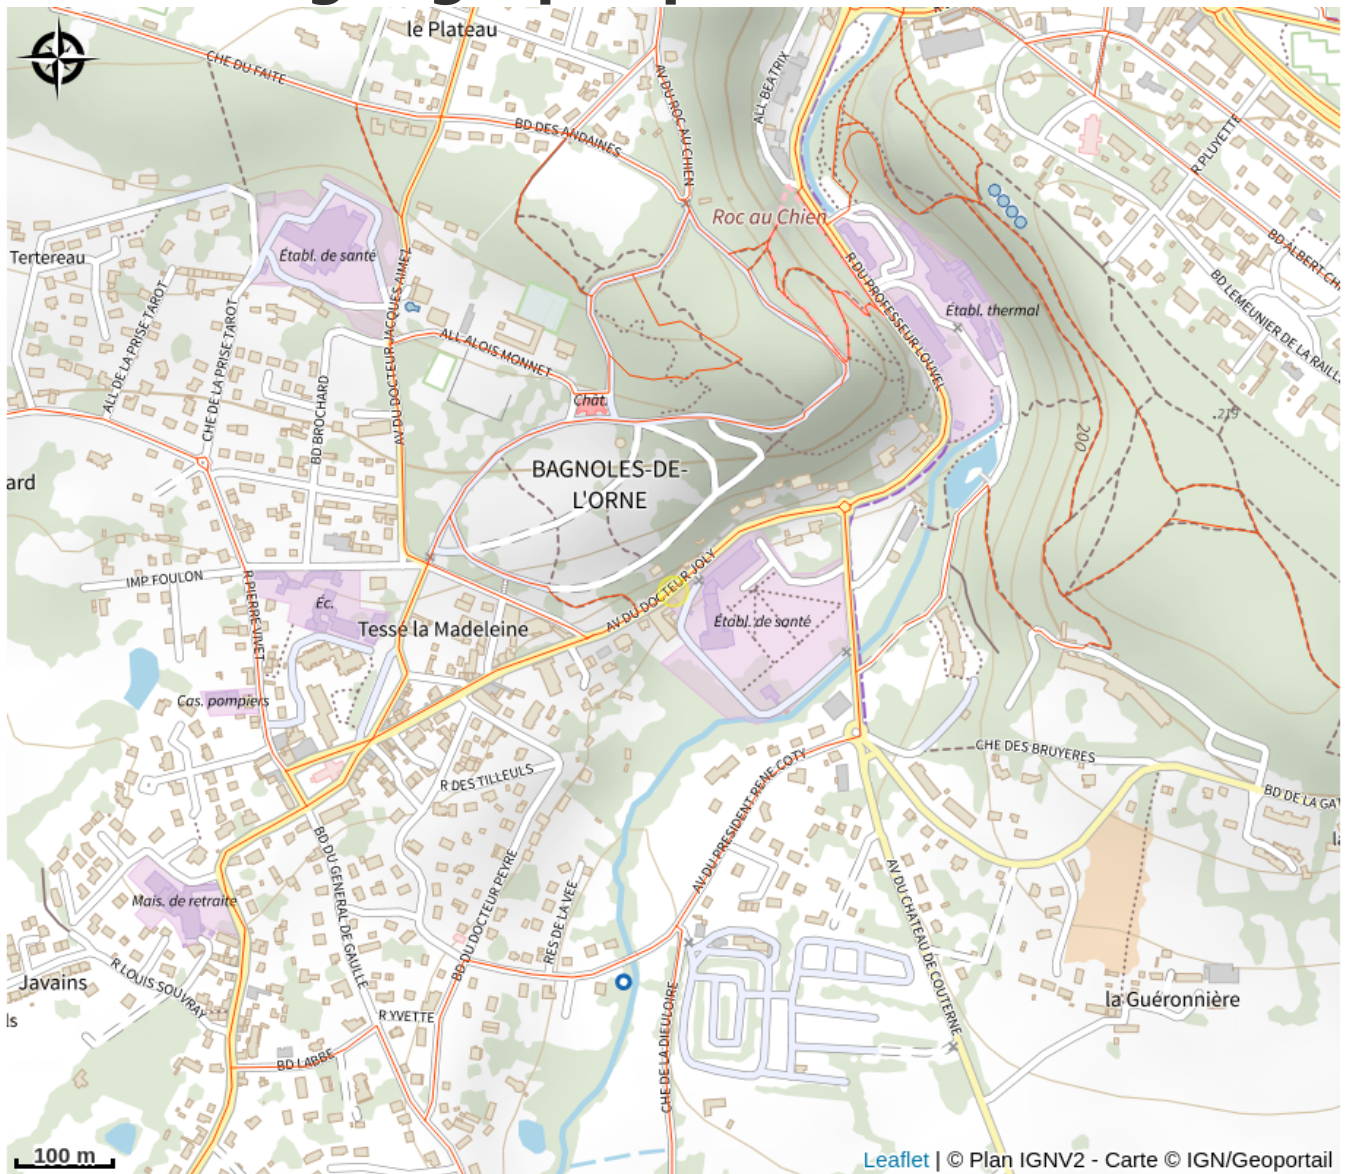 le Plateau
CHE DU FAITE
BD DES ANDAINES
AV DU ROC AU CHIEN
ALL BEATRIX
R PLUYETTE
Roc au Chien
Tertereau
Établ. de santé
BD ALBERT CH
BD LEMEUNIER DE LA RAILL
R DU PROFESSEUR LOUVEL
Établ. thermal
ALL DE LA PRISE TAROT
CHE DE LA PRISE TAROT
AV DU DOCTEUR JACQUES AIMEZ
ALL ALOIS MONNET
BD BROCHARD
Chât.
219
200
ard
BAGNOLES-DE-
L'ORNE
IMP FOULON
R PIERRE VIVET
Éc.
AV DU DOCTEUR JOLY
Tesse la Madeleine
Établ. de santé
Cas. pompiers
R DES TILLEULS
CHE DES BRUYERES
BD DE LA GA
AV DU PRESIDENT RENE COTY
BD DU GENERAL DE GAULLE
BD DU DOCTEUR PEYRE
RES DE LA VEE
AV DU CHATEAU DE COUTERNE
Mais. de retraite
Javains
R LOUIS SOUVRAY
la Guéronnière
ls
R YVETTE
BD LABBE
CHE DE LA DIEULOIRE
100 m
Leaflet | © Plan IGNV2 - Carte © IGN/Geoportail